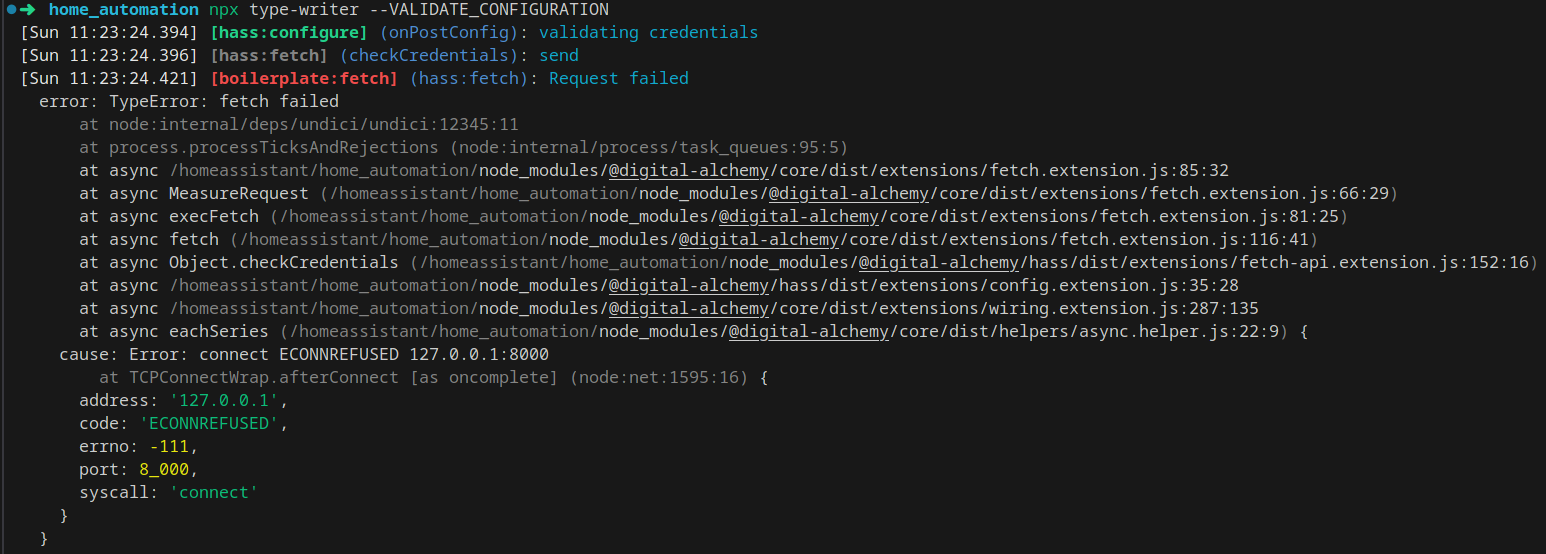 ➜ home_automation npx type-writer --VALIDATE_CONFIGURATION
[Sun 11:23:24.394] [hass:configure] (onPostConfig): validating credentials
[Sun 11:23:24.396] [hass:fetch] (checkCredentials): send
[Sun 11:23:24.421] [boilerplate:fetch] (hass:fetch): Request failed
  error: TypeError: fetch failed
      at node:internal/deps/undici/undici:12345:11
      at process.processTicksAndRejections (node:internal/process/task_queues:95:5)
      at async /homeassistant/home_automation/node_modules/@digital-alchemy/core/dist/extensions/fetch.extension.js:85:32
      at async MeasureRequest (/homeassistant/home_automation/node_modules/@digital-alchemy/core/dist/extensions/fetch.extension.js:66:29)
      at async execFetch (/homeassistant/home_automation/node_modules/@digital-alchemy/core/dist/extensions/fetch.extension.js:81:25)
      at async fetch (/homeassistant/home_automation/node_modules/@digital-alchemy/core/dist/extensions/fetch.extension.js:116:41)
      at async Object.checkCredentials (/homeassistant/home_automation/node_modules/@digital-alchemy/hass/dist/extensions/fetch-api.extension.js:152:16)
      at async /homeassistant/home_automation/node_modules/@digital-alchemy/hass/dist/extensions/config.extension.js:35:28
      at async /homeassistant/home_automation/node_modules/@digital-alchemy/core/dist/extensions/wiring.extension.js:287:135
      at async eachSeries (/homeassistant/home_automation/node_modules/@digital-alchemy/core/dist/helpers/async.helper.js:22:9) {
    cause: Error: connect ECONNREFUSED 127.0.0.1:8000
        at TCPConnectWrap.afterConnect [as oncomplete] (node:net:1595:16) {
      address: '127.0.0.1',
      code: 'ECONNREFUSED',
      errno: -111,
      port: 8_000,
      syscall: 'connect'
    }
  }